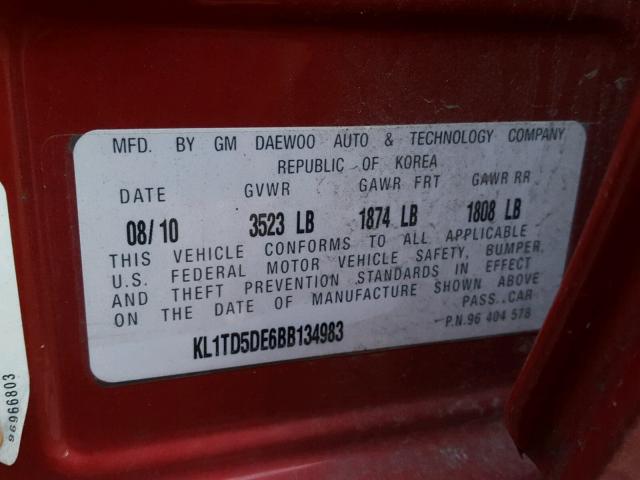 MFD. BY GM DAEWOO AUTO & TECHNOLOGY COMPANY
REPUBLIC OF KOREA
DATE GVWR GAWR FRT GAWR RR
08/10 3523 LB 1874 LB 1808 LB
THIS VEHICLE CONFORMS TO ALL APPLICABLE
U.S. FEDERAL MOTOR VEHICLE SAFETY, BUMPER,
AND THEFT PREVENTION STANDARDS IN EFFECT
ON THE DATE OF MANUFACTURE SHOWN ABOVE
PASS. CAR
KL1TD5DE6BB134983
P.N.96 404 578
96966803